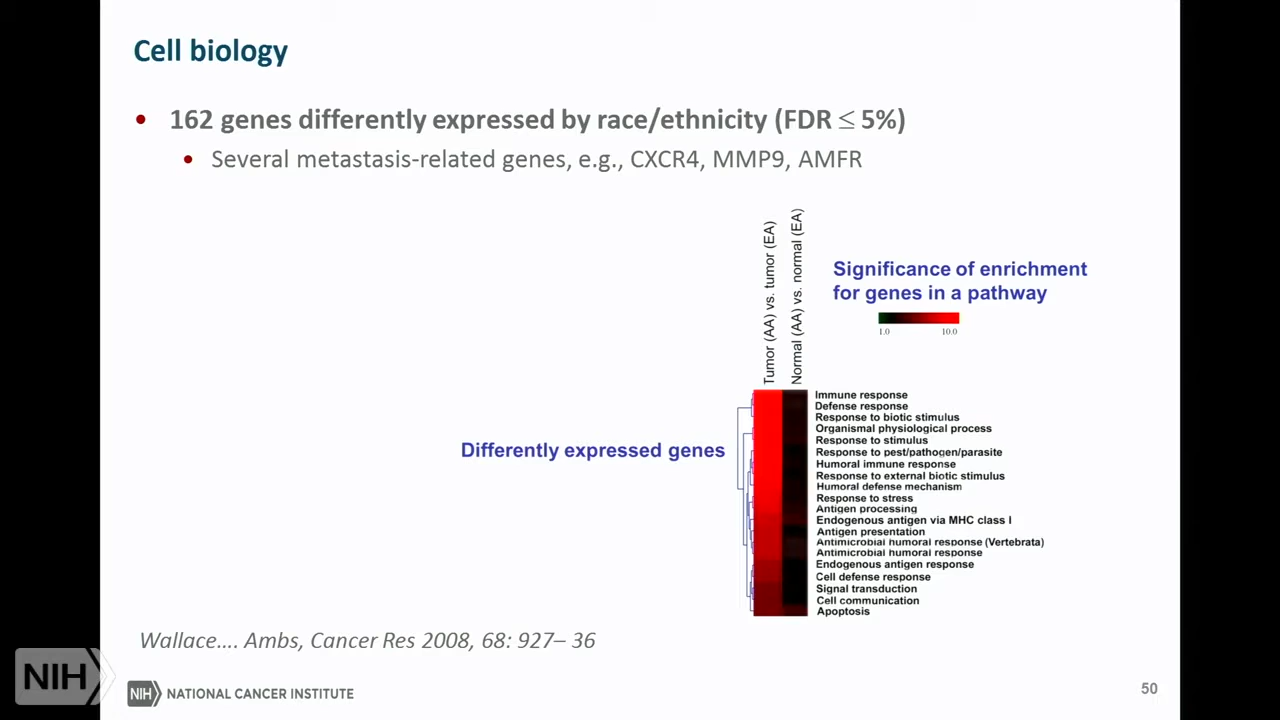 Cell biology
• 162 genes differently expressed by race/ethnicity (FDR ≤ 5%)
• Several metastasis-related genes, e.g., CXCR4, MMP9, AMFR
Tumor (AA) vs. tumor (EA)
Normal (AA) vs. normal (EA)
Significance of enrichment
for genes in a pathway
1.0 10.0
Differently expressed genes
Immune response
Defense response
Response to biotic stimulus
Organismal physiological process
Response to stimulus
Response to pest/pathogen/parasite
Humoral immune response
Response to external biotic stimulus
Humoral defense mechanism
Response to stress
Antigen processing
Endogenous antigen via MHC class I
Antigen presentation
Antimicrobial humoral response (Vertebrata)
Antimicrobial humoral response
Endogenous antigen response
Cell defense response
Signal transduction
Cell communication
Apoptosis
Wallace.... Ambs, Cancer Res 2008, 68: 927– 36
NIH
NIH NATIONAL CANCER INSTITUTE
50